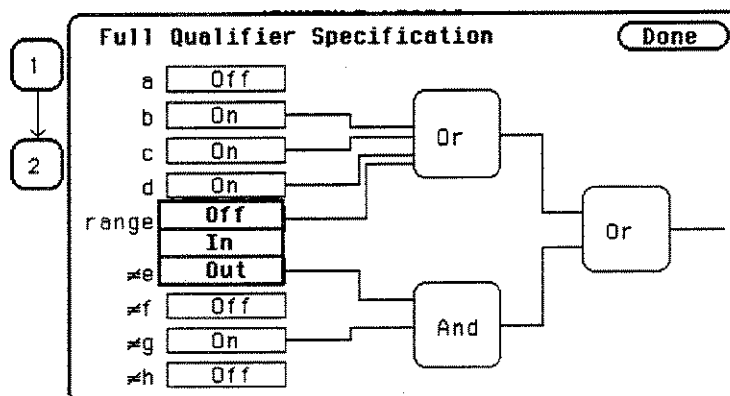 Full Qualifier Specification Done
1
a Off
b On
c On
Or
2
d On
range Off
In
Or
≠e Out
≠f Off
And
≠g On
≠h Off